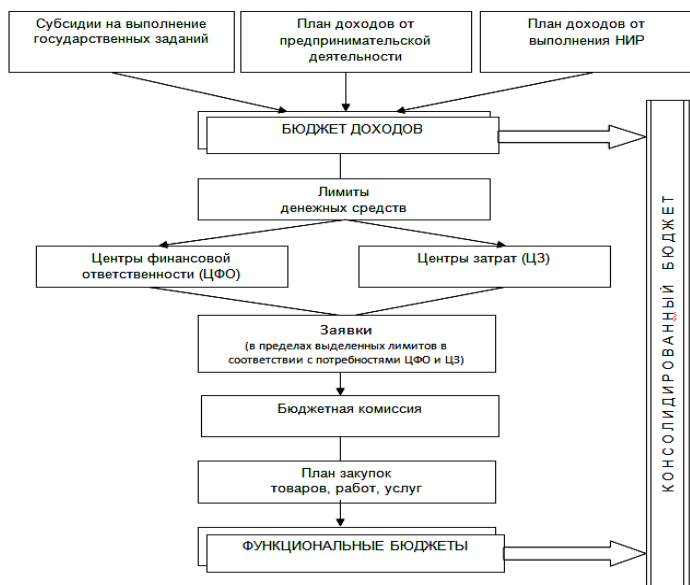 Субсидии на выполнение
государственных заданий
План доходов от
предпринимательской
деятельности
План доходов от
выполнения НИР
БЮДЖЕТ ДОХОДОВ
Лимиты
денежных средств
Центры финансовой
ответственности (ЦФО)
Центры затрат (ЦЗ)
Заявки
(в пределах выделенных лимитов в
соответствии с потребностями ЦФО и ЦЗ)
Бюджетная комиссия
План закупок
товаров, работ, услуг
ФУНКЦИОНАЛЬНЫЕ БЮДЖЕТЫ
КОНСОЛИДИРОВАННЫЙ БЮДЖЕТ